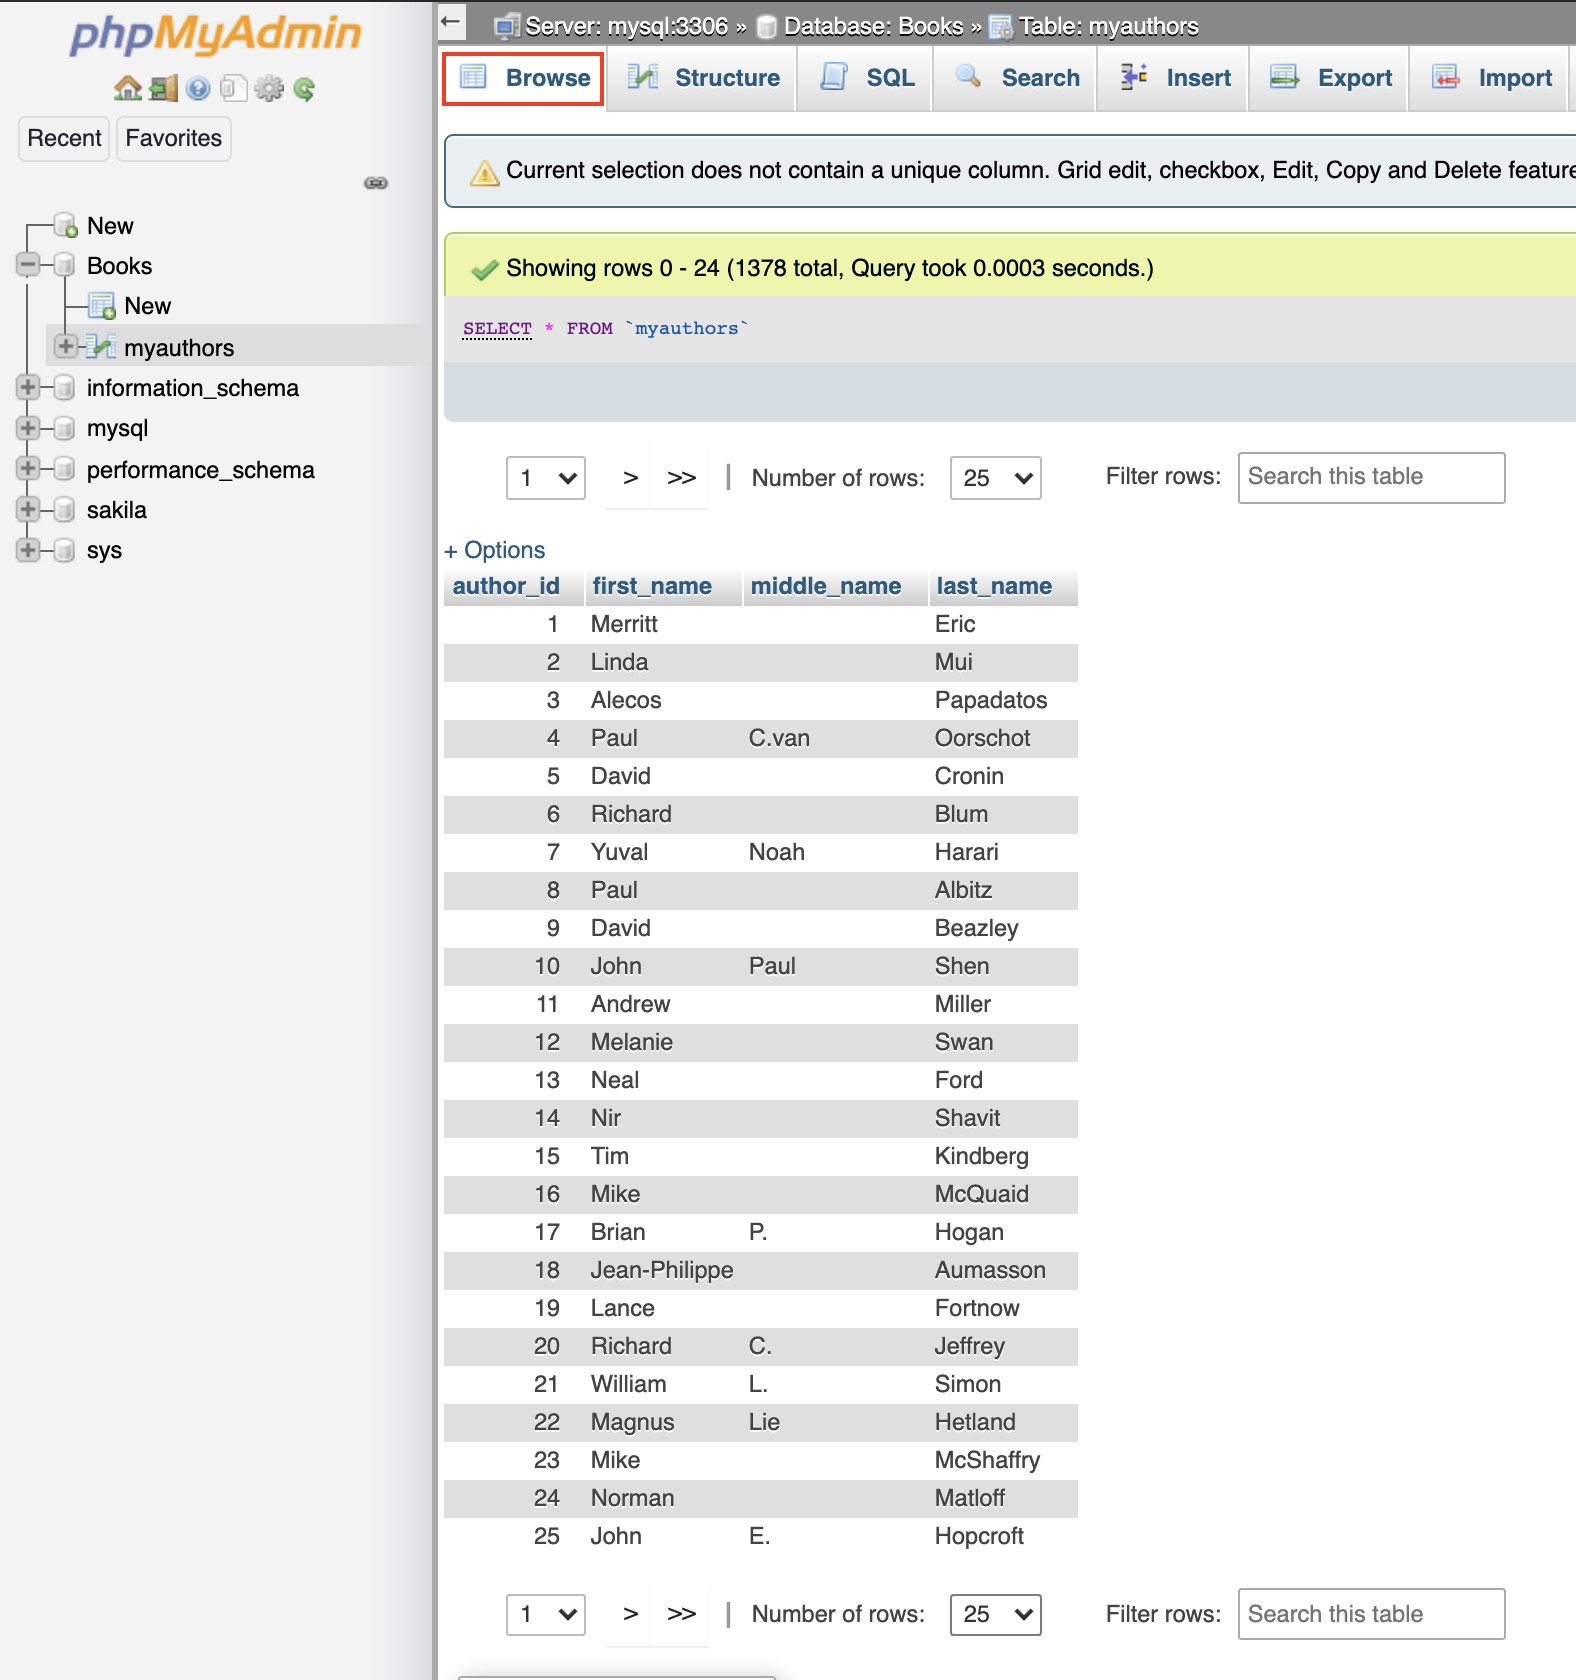 phpMyAdmin
Recent Favorites
New
Books
New
myauthors
information_schema
mysql
performance_schema
sakila
sys
Server: mysql:3306 » Database: Books » Table: myauthors
Browse Structure SQL Search Insert Export Import
Current selection does not contain a unique column. Grid edit, checkbox, Edit, Copy and Delete feature
Showing rows 0 - 24 (1378 total, Query took 0.0003 seconds.)
SELECT * FROM `myauthors`
1 > >> | Number of rows: 25 Filter rows: Search this table
+ Options
author_id first_name middle_name last_name
1 Merritt Eric
2 Linda Mui
3 Alecos Papadatos
4 Paul C.van Oorschot
5 David Cronin
6 Richard Blum
7 Yuval Noah Harari
8 Paul Albitz
9 David Beazley
10 John Paul Shen
11 Andrew Miller
12 Melanie Swan
13 Neal Ford
14 Nir Shavit
15 Tim Kindberg
16 Mike McQuaid
17 Brian P. Hogan
18 Jean-Philippe Aumasson
19 Lance Fortnow
20 Richard C. Jeffrey
21 William L. Simon
22 Magnus Lie Hetland
23 Mike McShaffry
24 Norman Matloff
25 John E. Hopcroft
1 > >> | Number of rows: 25 Filter rows: Search this table